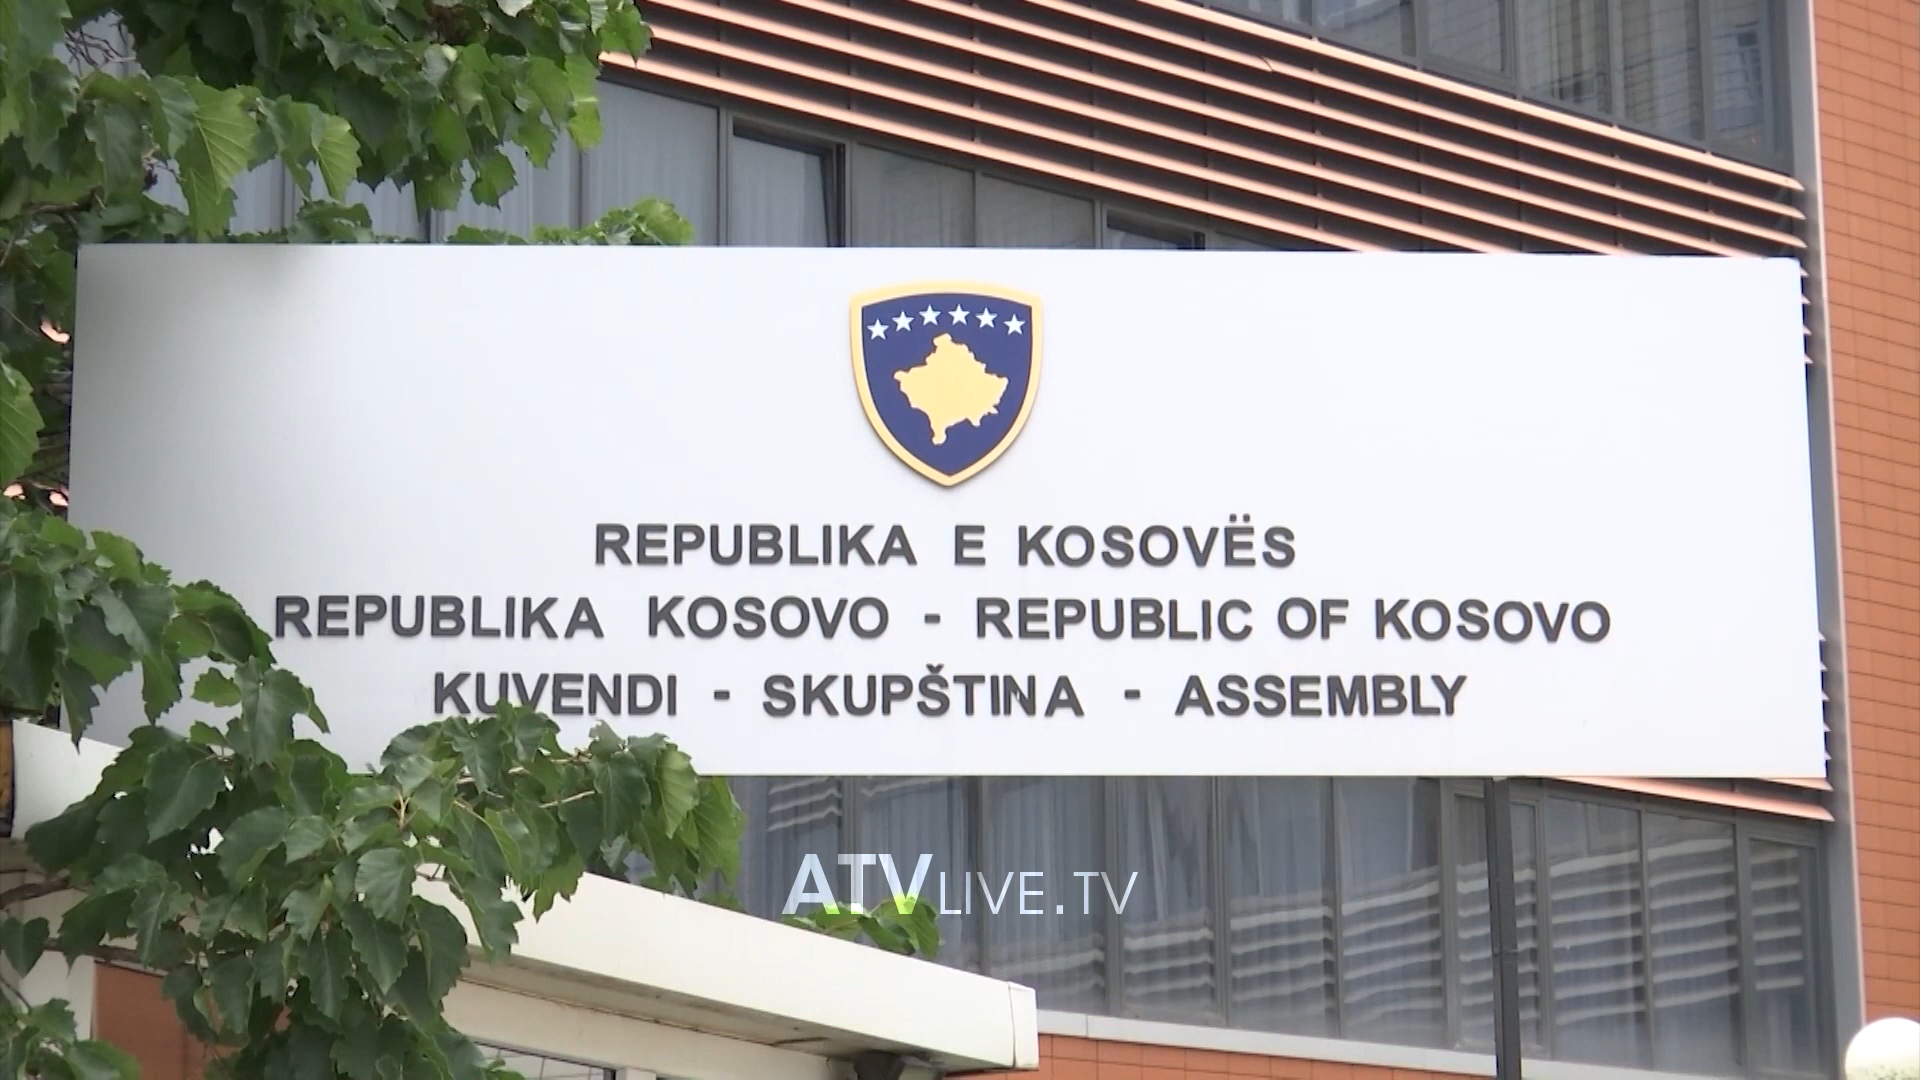 REPUBLIKA E KOSOVËS
REPUBLIKA KOSOVO - REPUBLIC OF KOSOVO
KUVENDI - SKUPŠTINA - ASSEMBLY
ATVLIVE.TV